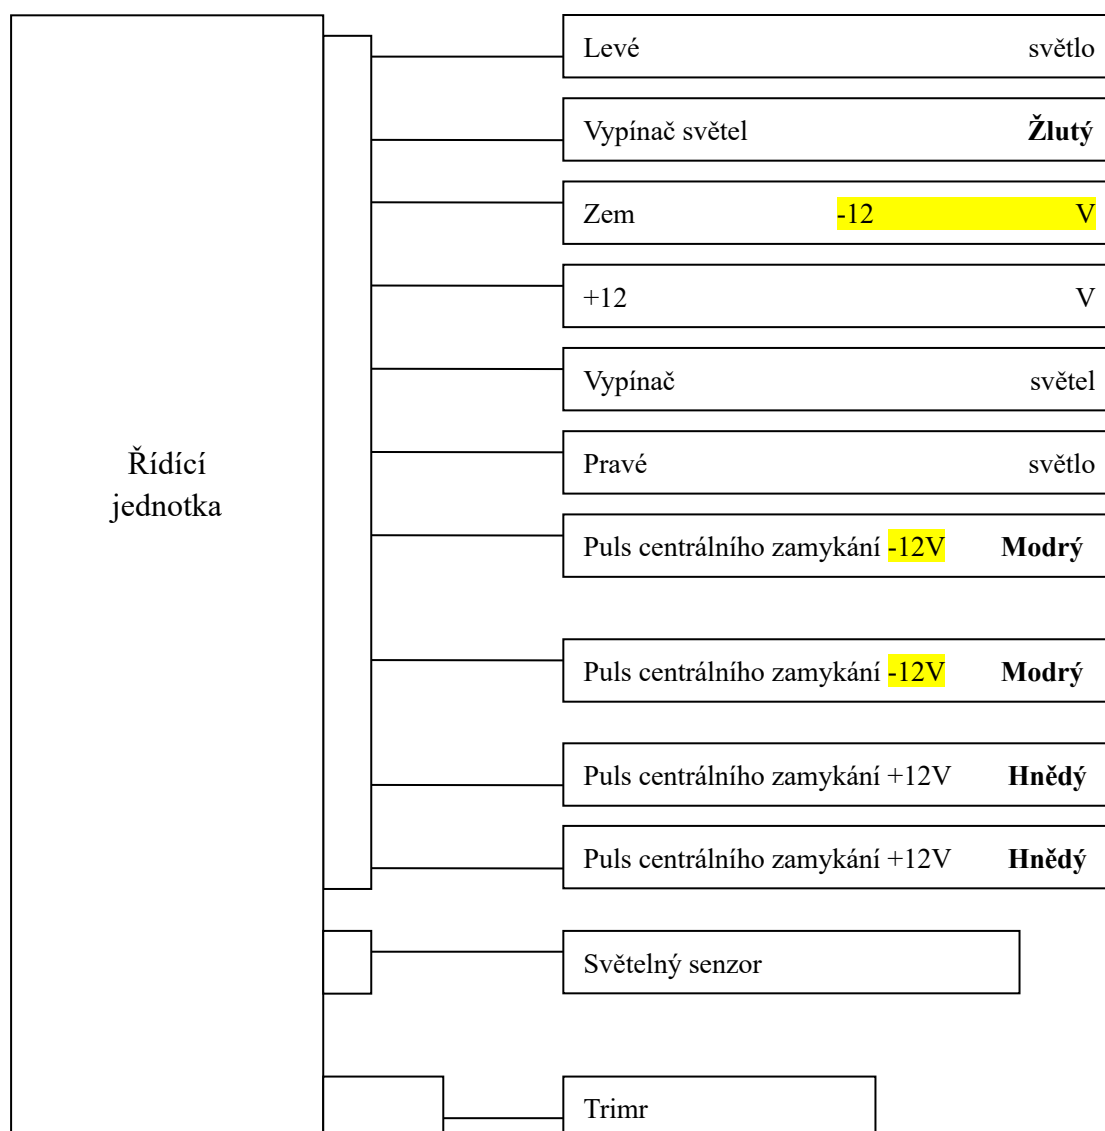 Levé světlo
Vypínač světel Žlutý
Zem -12 V
+12 V
Vypínač světel
Řídící
jednotka
Pravé světlo
Puls centrálního zamykání -12V Modrý
Puls centrálního zamykání -12V Modrý
Puls centrálního zamykání +12V Hnědý
Puls centrálního zamykání +12V Hnědý
Světelný senzor
Trimr